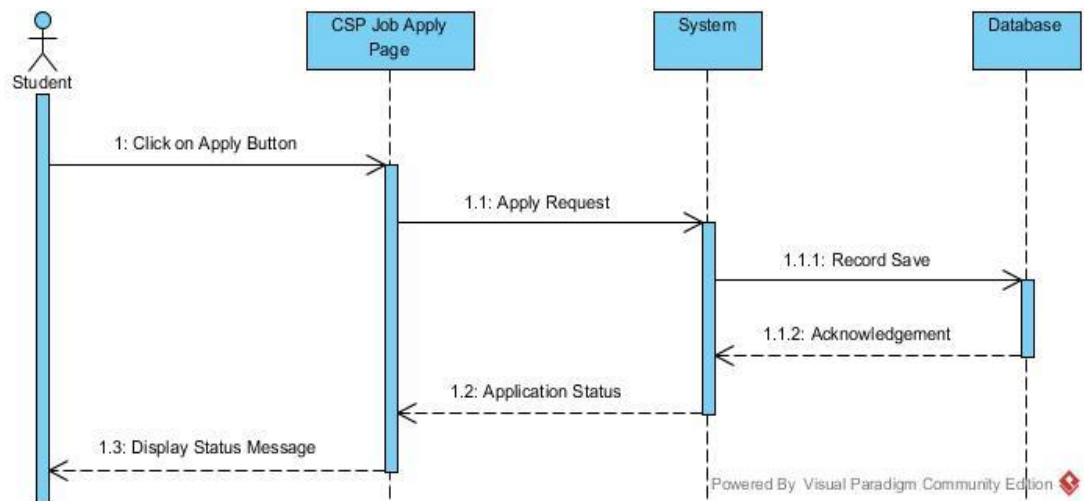 CSP Job Apply
Page
System
Database
Student
1: Click on Apply Button
1.1: Apply Request
1.1.1: Record Save
1.1.2: Acknowledgement
1.2: Application Status
1.3: Display Status Message
Powered By Visual Paradigm Community Edition